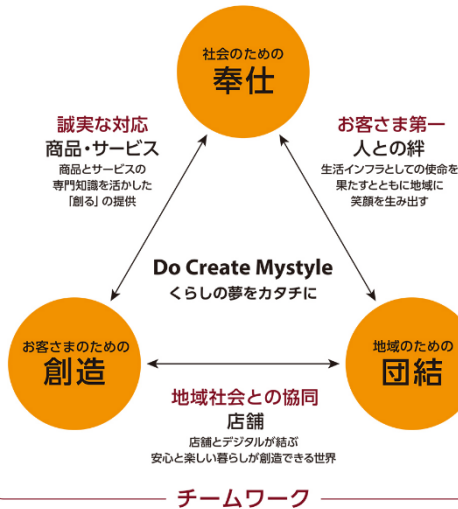 社会のための
奉仕
誠実な対応
商品・サービス
商品とサービスの
専門知識を活かした
「創る」の提供
お客さま第一
人との絆
生活インフラとしての使命を
果たすとともに地域に
笑顔を生み出す
Do Create Mystyle
くらしの夢をカタチに
お客さまのための
創造
地域のための
団結
地域社会との協同
店舗
店舗とデジタルが結ぶ
安心と楽しい暮らしが創造できる世界
チームワーク